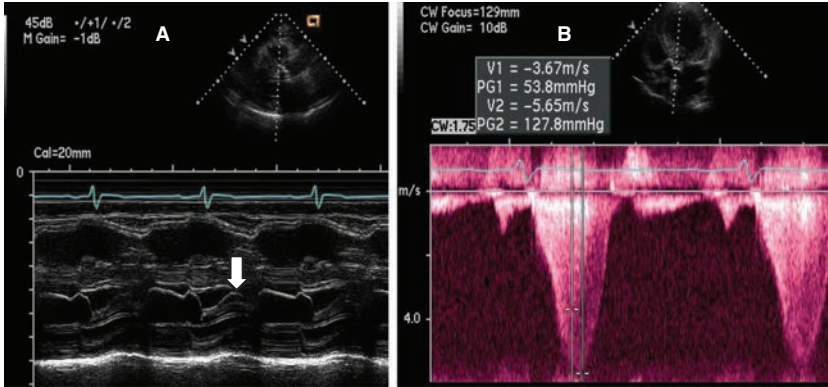 45dB •/+1/ •/2
M Gain= -1dB
A
Cal=20mm
0
CW Focus=129mm
CW Gain= 10dB
B
V1 = -3.67m/s
PG1 = 53.8mmHg
V2 = -5.65m/s
PG2 = 127.8mmHg
CW:1.75
m/s
4.0